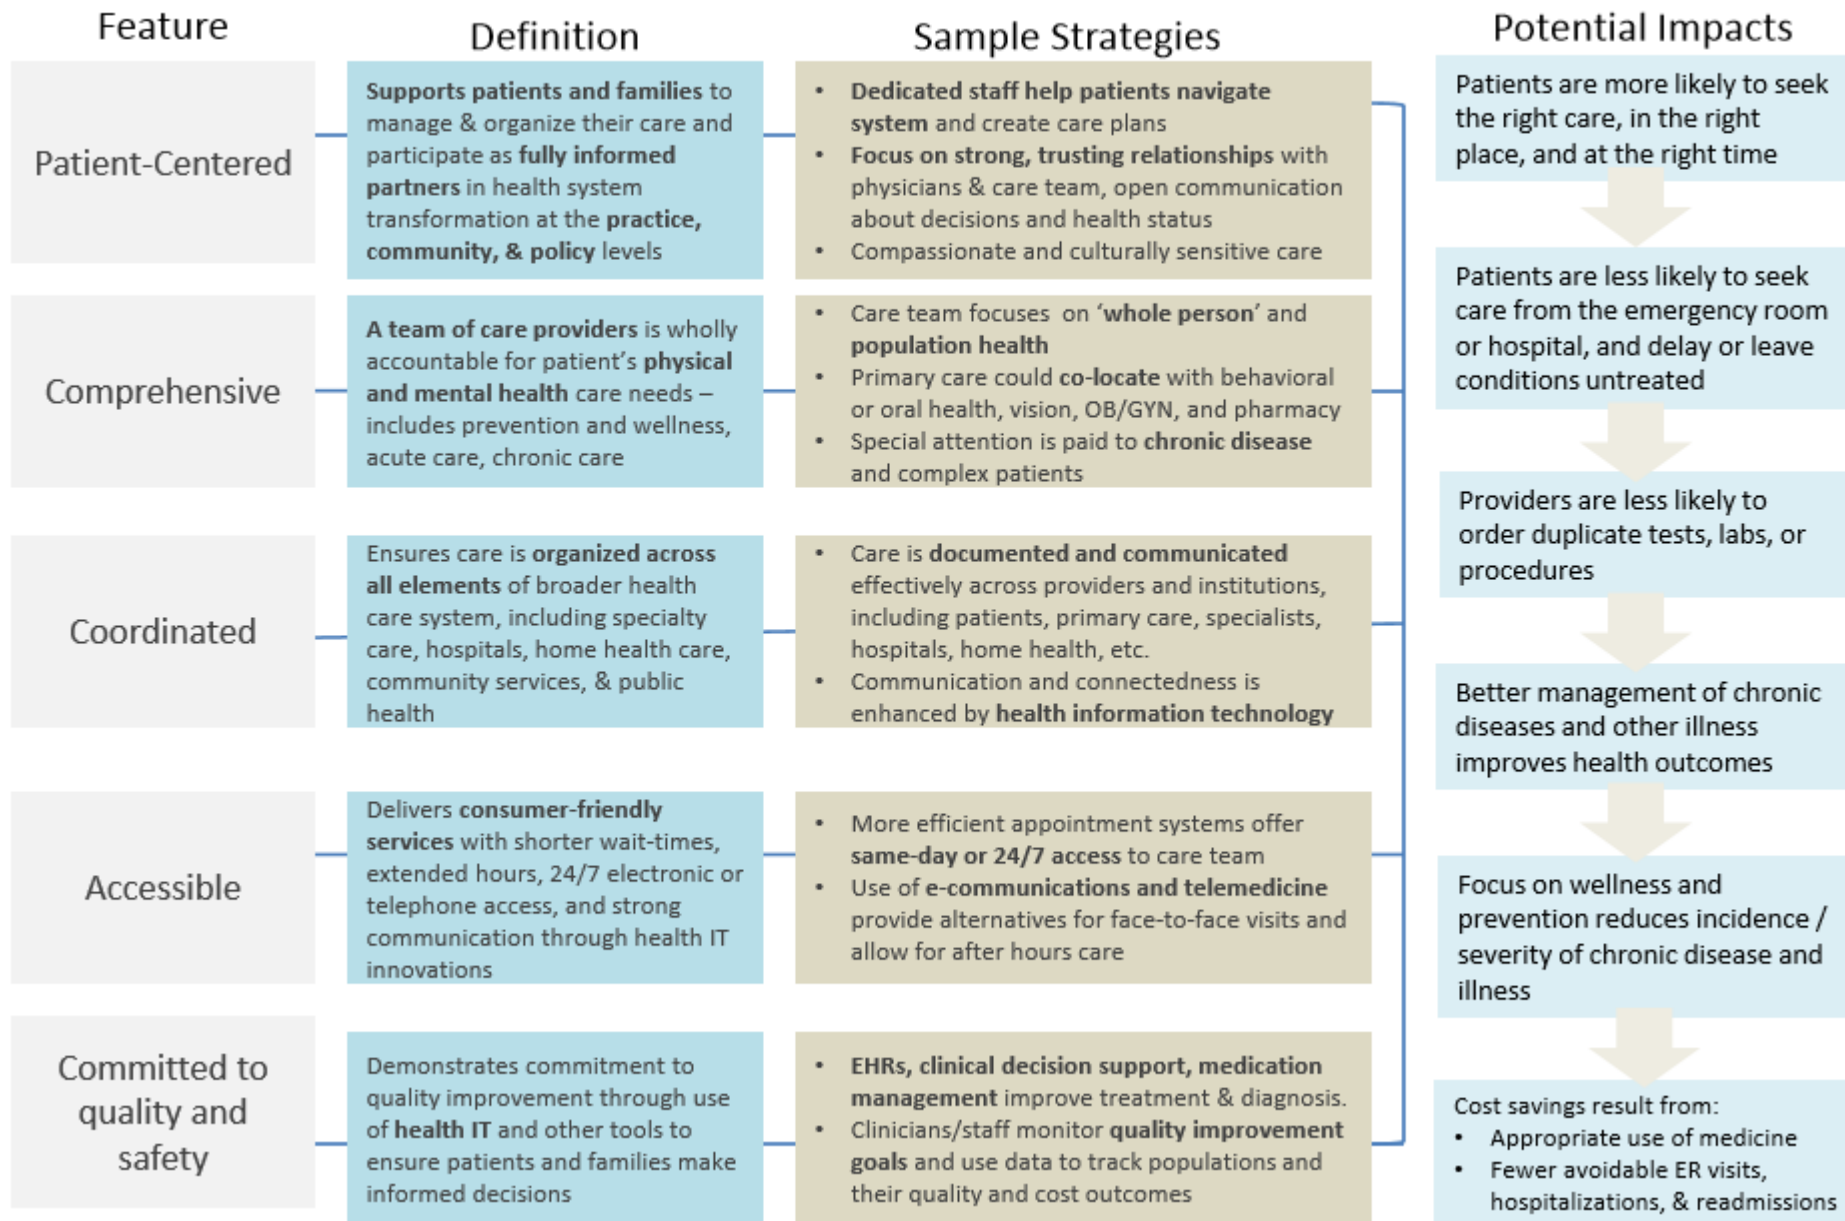 Feature
Definition
Sample Strategies
Potential Impacts
Patient-Centered
Supports patients and families to
manage & organize their care and
participate as fully informed
partners in health system
transformation at the practice,
community, & policy levels
• Dedicated staff help patients navigate
system and create care plans
• Focus on strong, trusting relationships with
physicians & care team, open communication
about decisions and health status
• Compassionate and culturally sensitive care
Comprehensive
A team of care providers is wholly
accountable for patient's physical
and mental health care needs –
includes prevention and wellness,
acute care, chronic care
• Care team focuses on ‘whole person’ and
population health
• Primary care could co-locate with behavioral
or oral health, vision, OB/GYN, and pharmacy
• Special attention is paid to chronic disease
and complex patients
Coordinated
Ensures care is organized across
all elements of broader health
care system, including specialty
care, hospitals, home health care,
community services, & public
health
• Care is documented and communicated
effectively across providers and institutions,
including patients, primary care, specialists,
hospitals, home health, etc.
• Communication and connectedness is
enhanced by health information technology
Accessible
Delivers consumer-friendly
services with shorter wait-times,
extended hours, 24/7 electronic or
telephone access, and strong
communication through health IT
innovations
• More efficient appointment systems offer
same-day or 24/7 access to care team
• Use of e-communications and telemedicine
provide alternatives for face-to-face visits and
allow for after hours care
Committed to
quality and
safety
Demonstrates commitment to
quality improvement through use
of health IT and other tools to
ensure patients and families make
informed decisions
• EHRs, clinical decision support, medication
management improve treatment & diagnosis.
• Clinicians/staff monitor quality improvement
goals and use data to track populations and
their quality and cost outcomes
Patients are more likely to seek
the right care, in the right
place, and at the right time
Patients are less likely to seek
care from the emergency room
or hospital, and delay or leave
conditions untreated
Providers are less likely to
order duplicate tests, labs, or
procedures
Better management of chronic
diseases and other illness
improves health outcomes
Focus on wellness and
prevention reduces incidence /
severity of chronic disease and
illness
Cost savings result from:
• Appropriate use of medicine
• Fewer avoidable ER visits,
hospitalizations, & readmissions